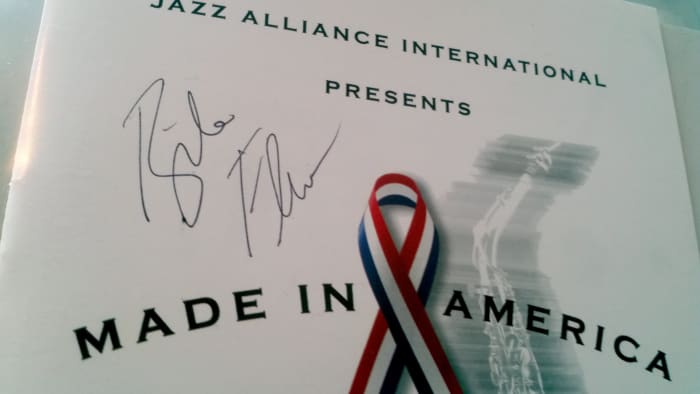 JAZZ ALLIANCE INTERNATIONAL
PRESENTS
MADE IN AMERICA